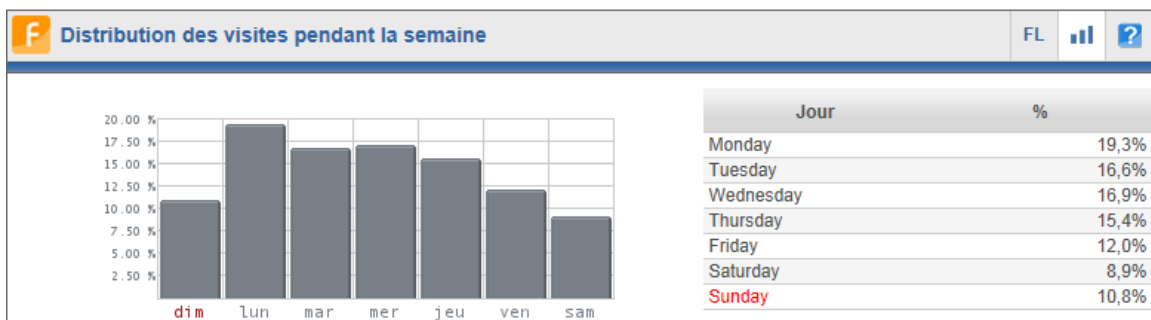 F Distribution des visites pendant la semaine FL ?
20.00 %
17.50 %
15.00 %
12.50 %
10.00 %
7.50 %
5.00 %
2.50 %
dim lun mar mer jeu ven sam
Jour %
Monday 19,3%
Tuesday 16,6%
Wednesday 16,9%
Thursday 15,4%
Friday 12,0%
Saturday 8,9%
Sunday 10,8%